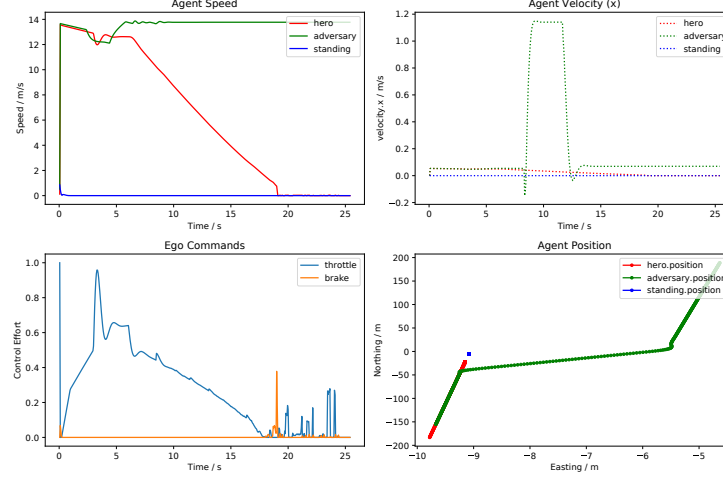 Agent Speed
14
12
10
8
6
4
2
0
Speed / m/s
0 5 10 15 20 25
Time / s
hero
adversary
standing
Agent Velocity (x)
1.2
1.0
0.8
0.6
0.4
0.2
0.0
−0.2
velocity.x / m/s
0 5 10 15 20 25
Time / s
hero
adversary
standing
Ego Commands
1.0
0.8
0.6
0.4
0.2
0.0
Control Effort
0 5 10 15 20 25
Time / s
throttle
brake
Agent Position
200
150
100
50
0
−50
−100
−150
−200
Northing / m
−10 −9 −8 −7 −6 −5
Easting / m
hero.position
adversary.position
standing.position